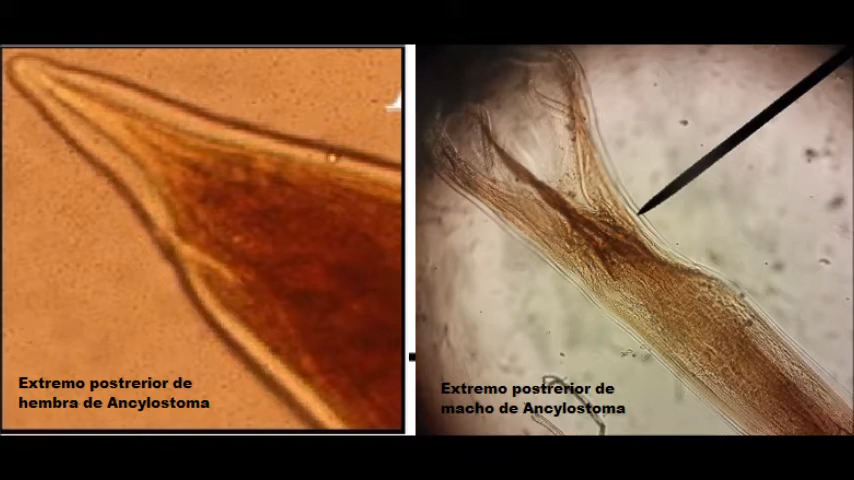 Extremo postrerior de
hembra de Ancylostoma
Extremo postrerior de
macho de Ancylostoma